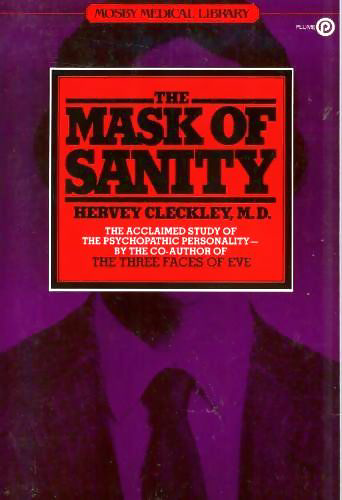 MOSBY MEDICAL LIBRARY
PLUME
P
THE
MASK OF
SANITY
HERVEY CLECKLEY, M.D.
THE ACCLAIMED STUDY OF
THE PSYCHOPATHIC PERSONALITY—
BY THE CO-AUTHOR OF
THE THREE FACES OF EVE